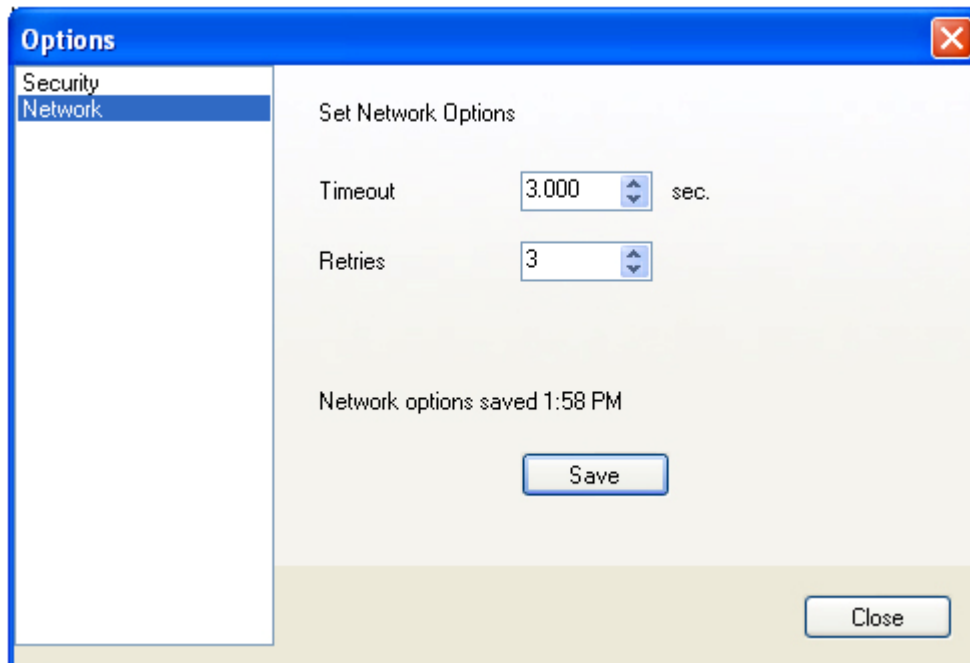 Options
Security
Network
Set Network Options
Timeout 3.000 sec.
Retries 3
Network options saved 1:58 PM
Save
Close